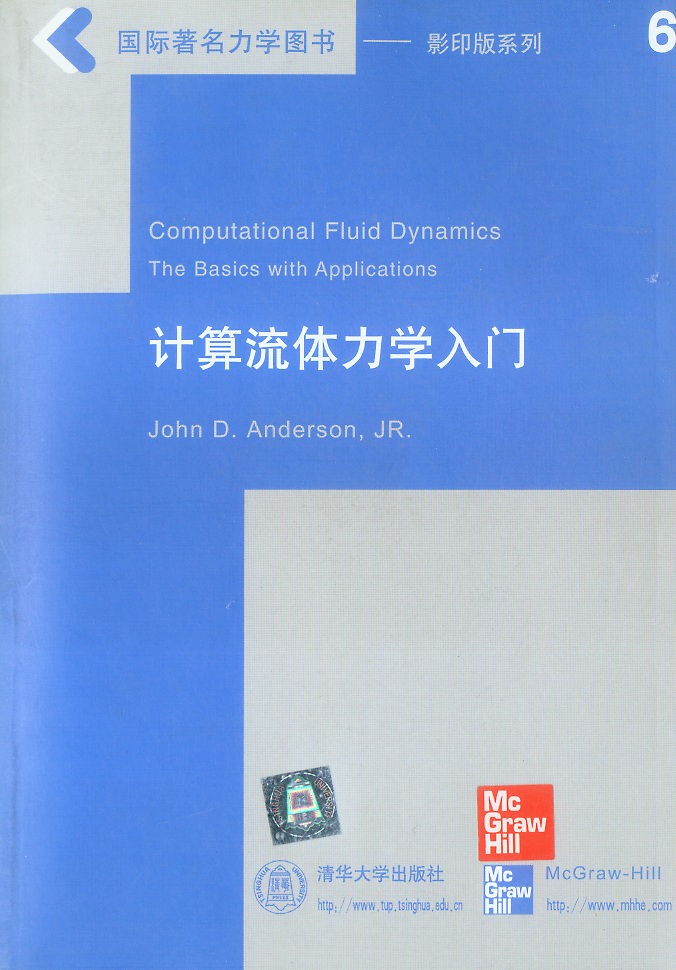 国际著名力学图书 —— 影印版系列
6
Computational Fluid Dynamics
The Basics with Applications
计算流体力学入门
John D. Anderson, JR.
Mc
Graw
Hill
清华大学出版社
http://www.tup.tsinghua.edu.cn
TSINGHUA UNIVERSITY
PRESS
Mc
Graw
Hill
McGraw-Hill
http://www.mhhe.com